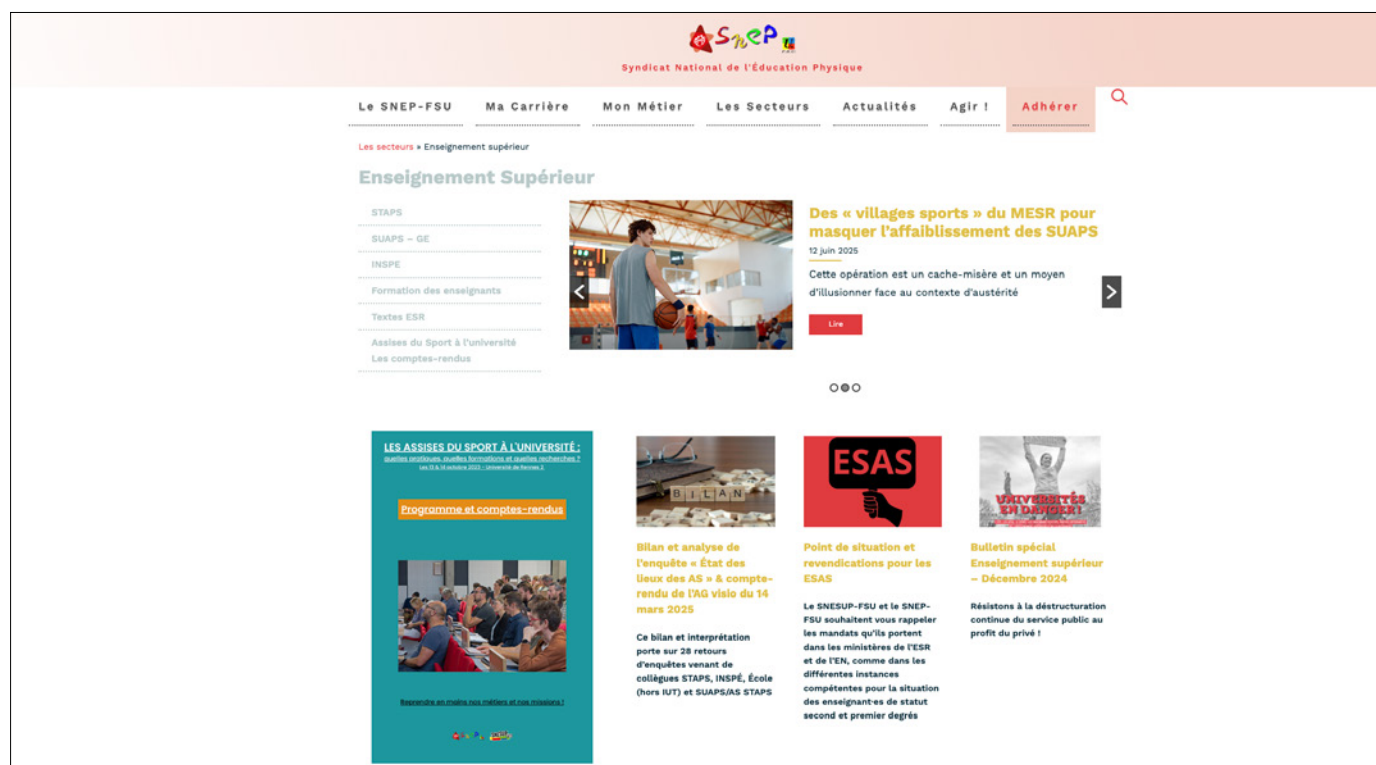 SnEP
Syndicat National de l'Éducation Physique
Le SNEP-FSU Ma Carrière Mon Métier Les Secteurs Actualités Agir ! Adhérer
Les secteurs » Enseignement supérieur
Enseignement Supérieur
STAPS
SUAPS – GE
INSPE
Formation des enseignants
Textes ESR
Assises du Sport à l'université
Les comptes-rendus
Des « villages sports » du MESR pour
masquer l'affaiblissement des SUAPS
12 juin 2025
Cette opération est un cache-misère et un moyen
d'illusionner face au contexte d'austérité
Lire
LES ASSISES DU SPORT À L'UNIVERSITÉ :
quelles pratiques, quelles formations et quelles recherches ?
Les 13 & 14 octobre 2023 - Université de Rennes 2
Programme et comptes-rendus
Reprendre en mains nos métiers et nos missions !
BILAN
Bilan et analyse de
l'enquête « État des
lieux des AS » & compte-
rendu de l'AG visio du 14
mars 2025
Ce bilan et interprétation
porte sur 28 retours
d'enquêtes venant de
collègues STAPS, INSPÉ, École
(hors IUT) et SUAPS/AS STAPS
ESAS
Point de situation et
revendications pour les
ESAS
Le SNESUP-FSU et le SNEP-
FSU souhaitent vous rappeler
les mandats qu'ils portent
dans les ministères de l'ESR
et de l'EN, comme dans les
différentes instances
compétentes pour la situation
des enseignant·es de statut
second et premier degrés
UNIVERSITÉS
EN DANGER !
Bulletin spécial
Enseignement supérieur
– Décembre 2024
Résistons à la déstructuration
continue du service public au
profit du privé !